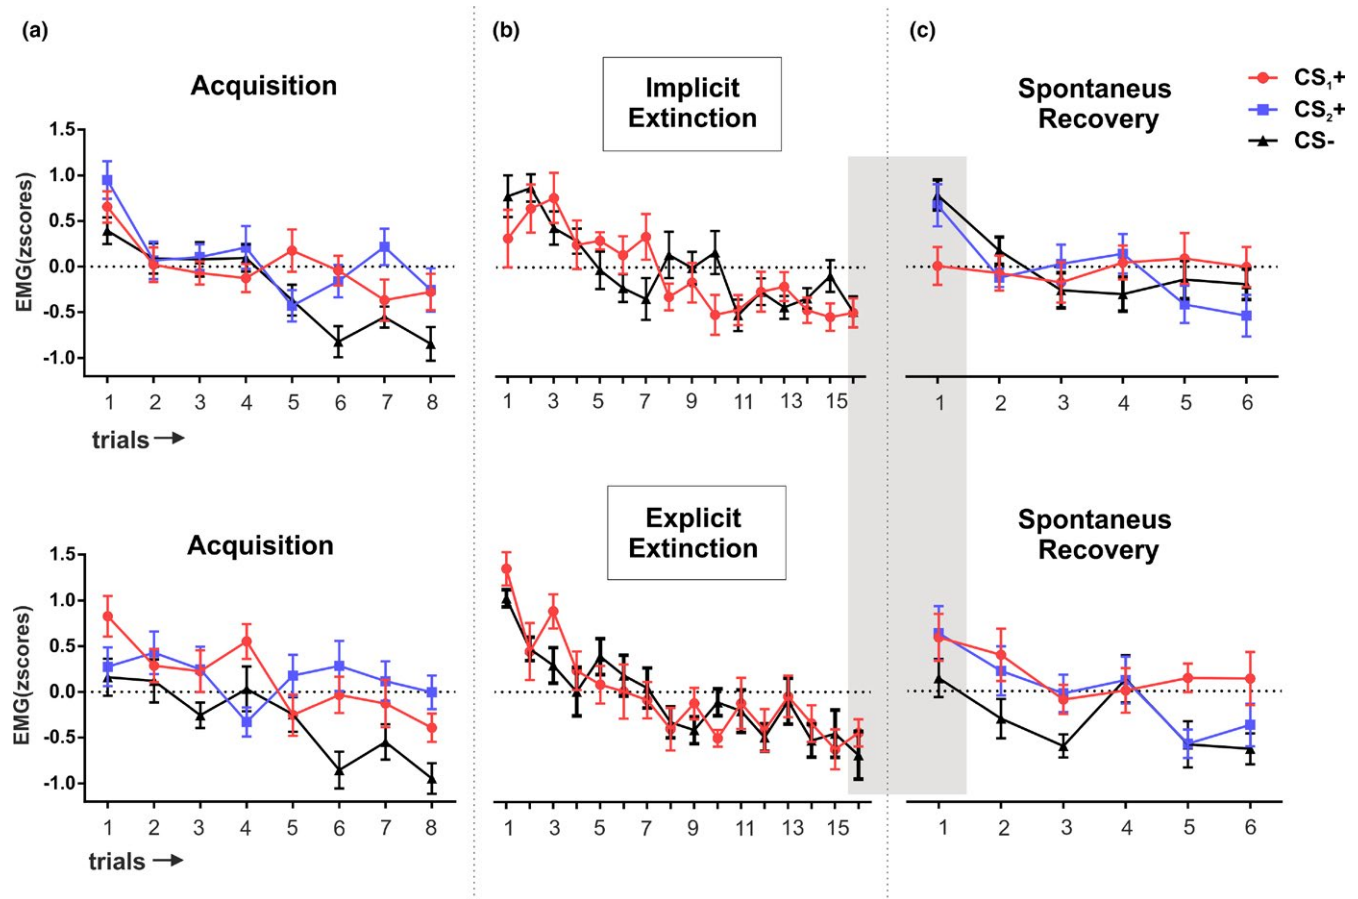 (a)
(b)
(c)
Acquisition
Implicit
Extinction
Spontaneus
Recovery
CS₁+
CS₂+
CS-
EMG(zscores)
1.5
1.0
0.5
0.0
-0.5
-1.0
1 2 3 4 5 6 7 8
1 3 5 7 9 11 13 15
1 2 3 4 5 6
trials →
Acquisition
Explicit
Extinction
Spontaneus
Recovery
EMG(zscores)
1.5
1.0
0.5
0.0
-0.5
-1.0
1 2 3 4 5 6 7 8
1 3 5 7 9 11 13 15
1 2 3 4 5 6
trials →